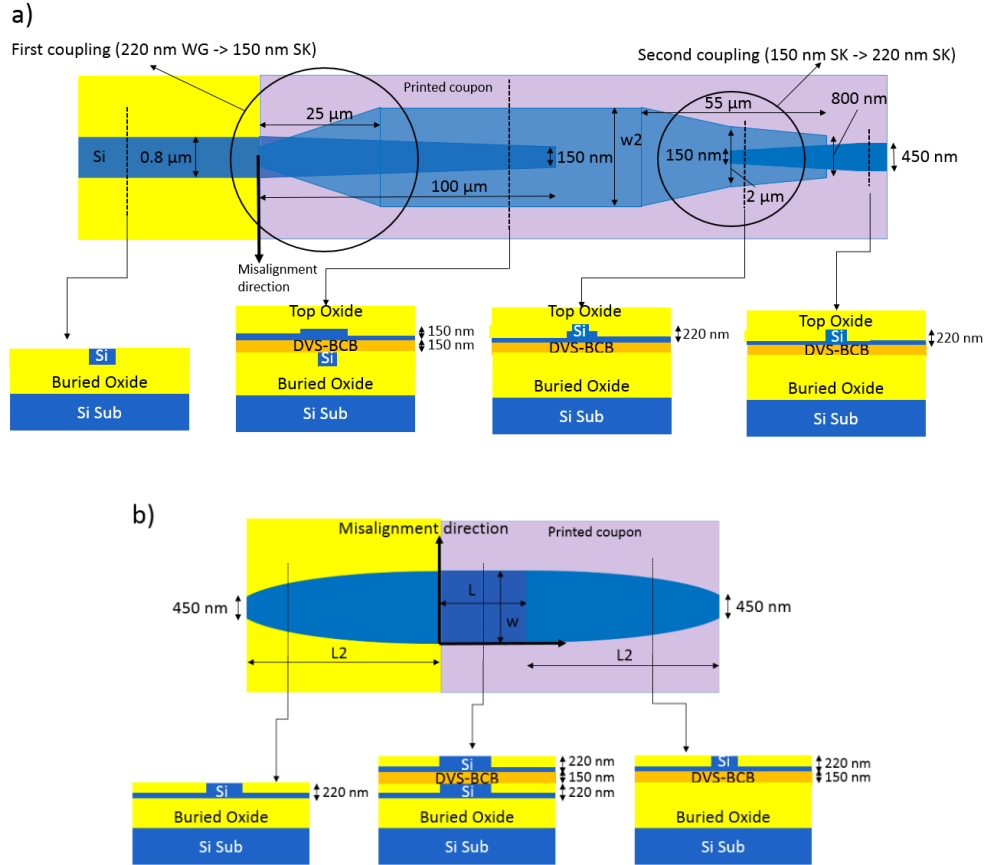 a)
First coupling (220 nm WG -> 150 nm SK)
Second coupling (150 nm SK -> 220 nm SK)
Printed coupon
25 µm
55 µm
800 nm
Si
0.8 µm
150 nm
w2
150 nm
450 nm
100 µm
2 µm
Misalignment
direction
Top Oxide
150 nm
DVS-BCB
150 nm
Si
Buried Oxide
Si Sub
Top Oxide
Si
220 nm
DVS-BCB
Buried Oxide
Si Sub
Top Oxide
Si
220 nm
DVS-BCB
Buried Oxide
Si Sub
Si
Buried Oxide
Si Sub
b)
Misalignment direction
Printed coupon
450 nm
L
w
450 nm
L2
L2
Si
220 nm
Buried Oxide
Si Sub
Si
220 nm
DVS-BCB
150 nm
Si
220 nm
Buried Oxide
Si Sub
Si
220 nm
DVS-BCB
150 nm
Buried Oxide
Si Sub